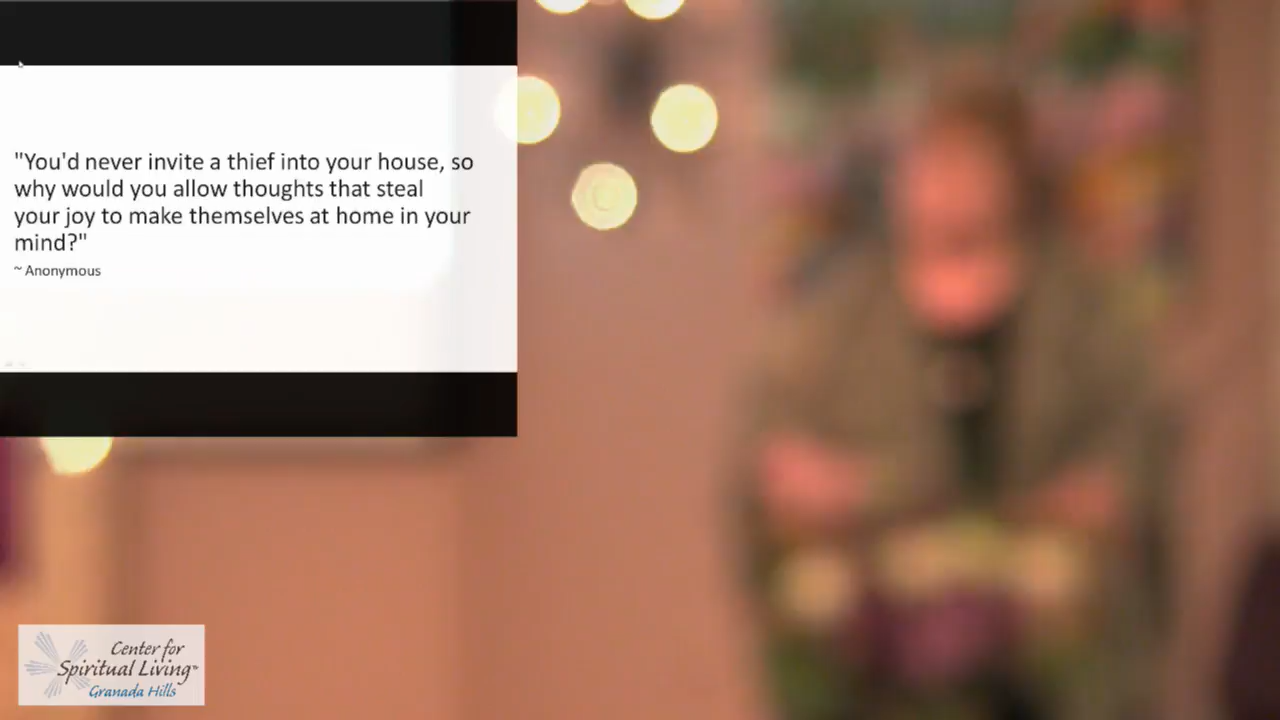 "You'd never invite a thief into your house, so
why would you allow thoughts that steal
your joy to make themselves at home in your
mind?"
~ Anonymous
Center for
Spiritual Living™
Granada Hills